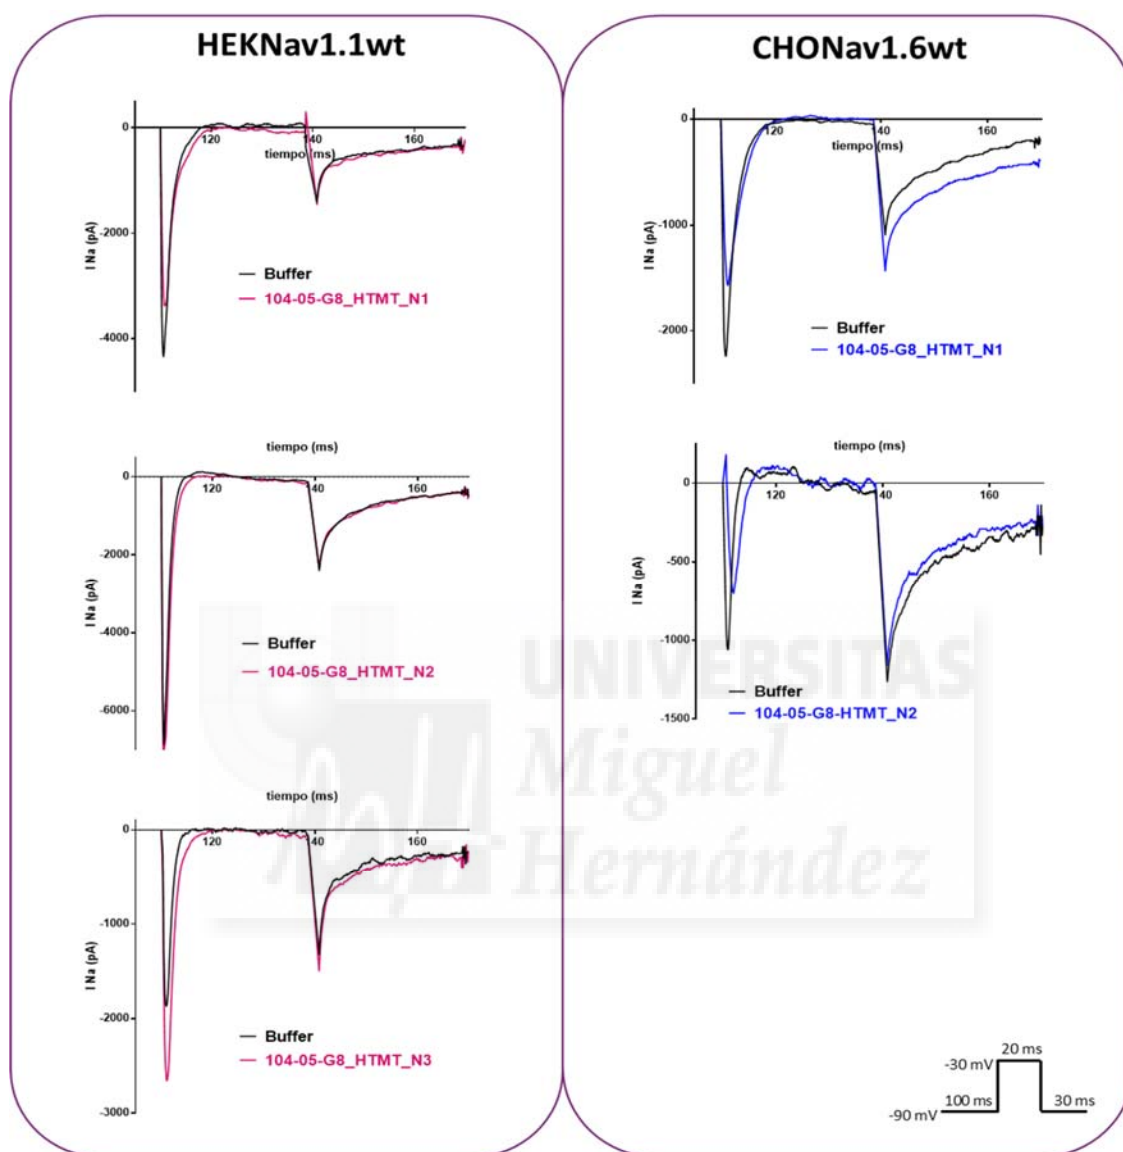 HEKNav1.1wt
0
120
140
tiempo (ms)
-2000
-4000
I Na (pA)
Buffer
104-05-G8_HTMT_N1
tiempo (ms)
0
120
40
-2000
-4000
-6000
I Na (pA)
Buffer
104-05-G8_HTMT_N2
160
tiempo (ms)
0
120
40
160
-1000
-2000
-3000
I Na (pA)
Buffer
104-05-G8_HTMT_N3
CHONav1.6wt
0
120
140
160
tiempo (ms)
-1000
-2000
I Na (pA)
Buffer
104-05-G8_HTMT_N1
tiempo (ms)
0
120
40
160
-500
-1000
-1500
I Na (pA)
Buffer
104-05-G8-HTMT_N2
UNIVERSITAS
Miguel
Hernández
20 ms
-30 mV
100 ms
30 ms
-90 mV